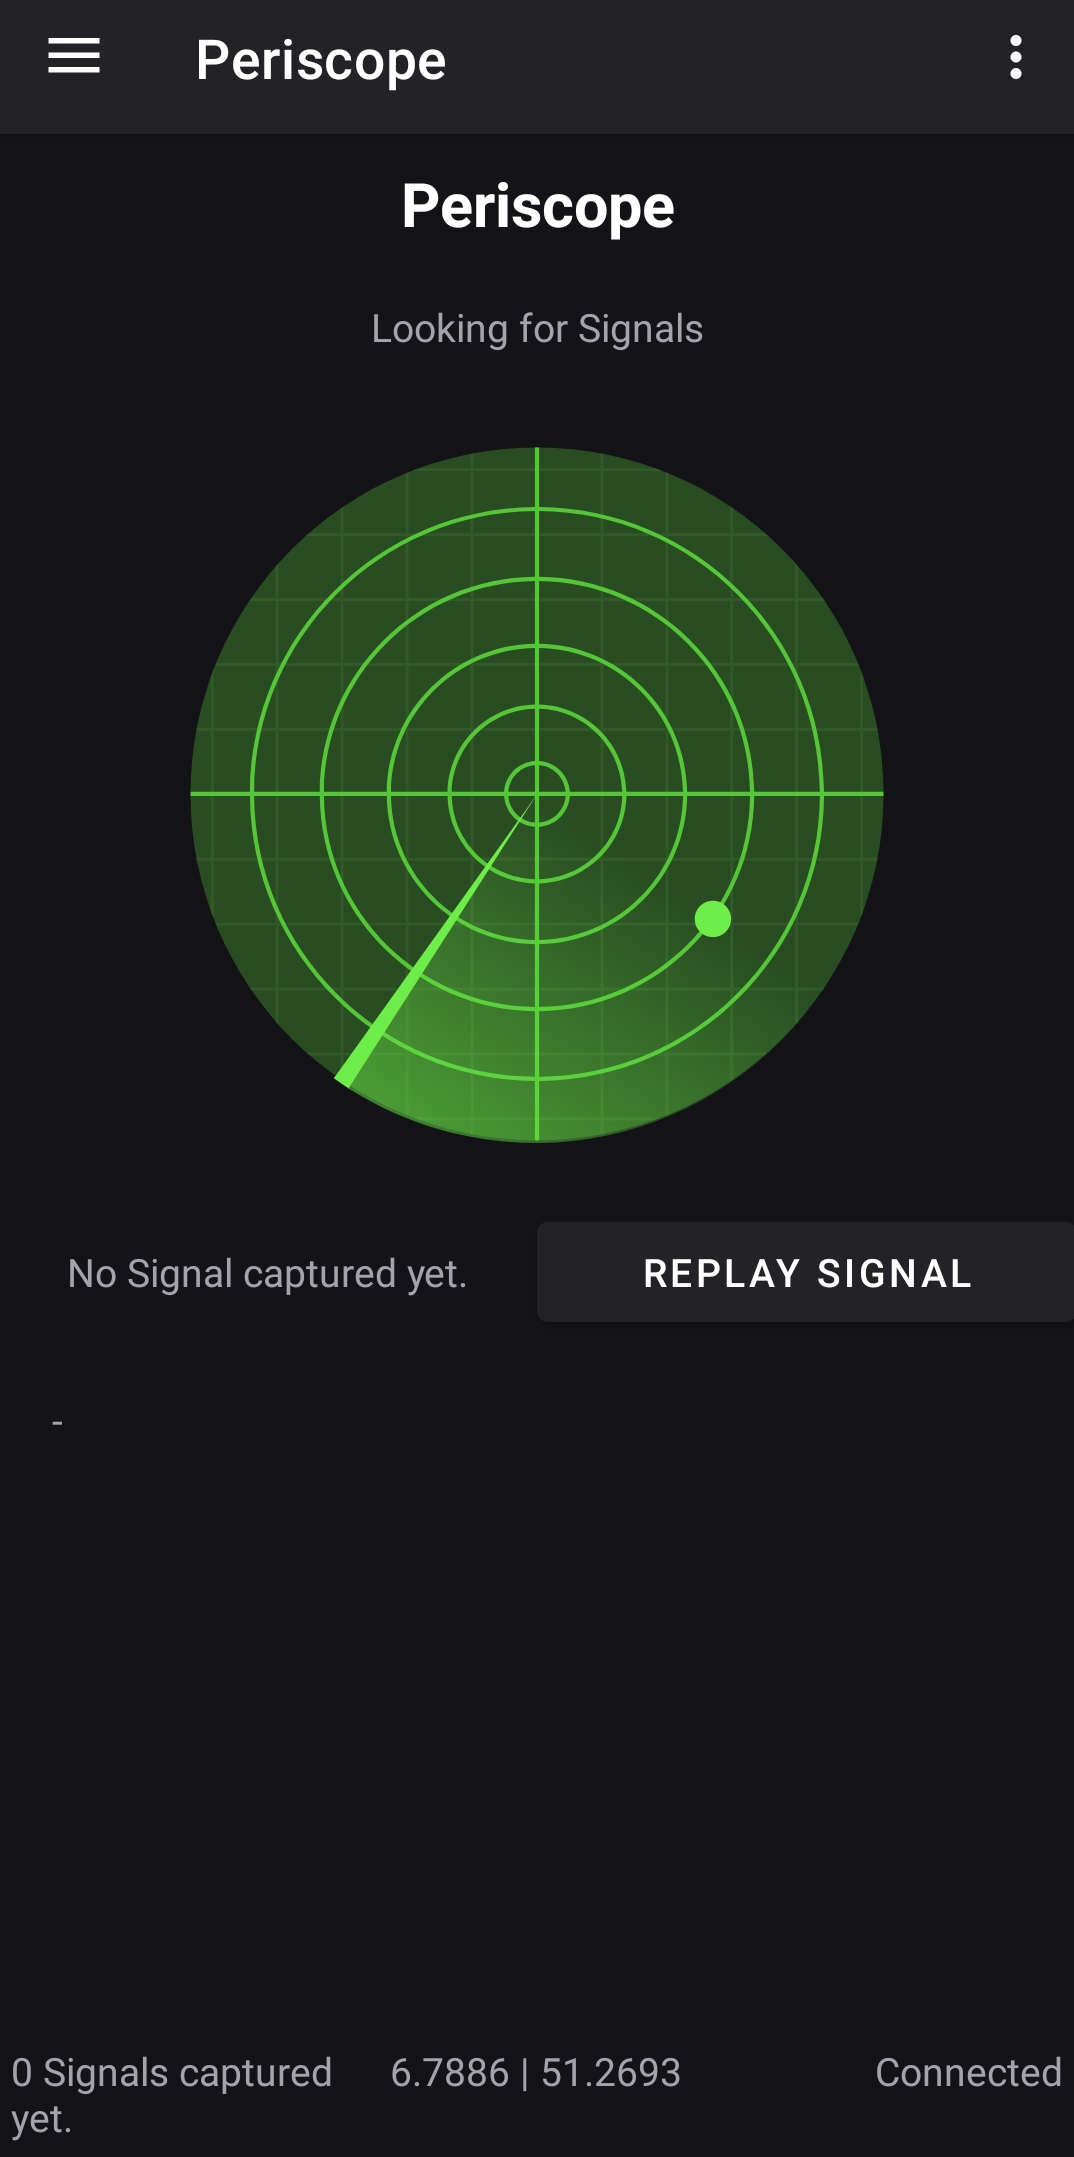 Periscope
Periscope
Looking for Signals
No Signal captured yet.
REPLAY SIGNAL
-
0 Signals captured
yet.
6.7886 | 51.2693
Connected